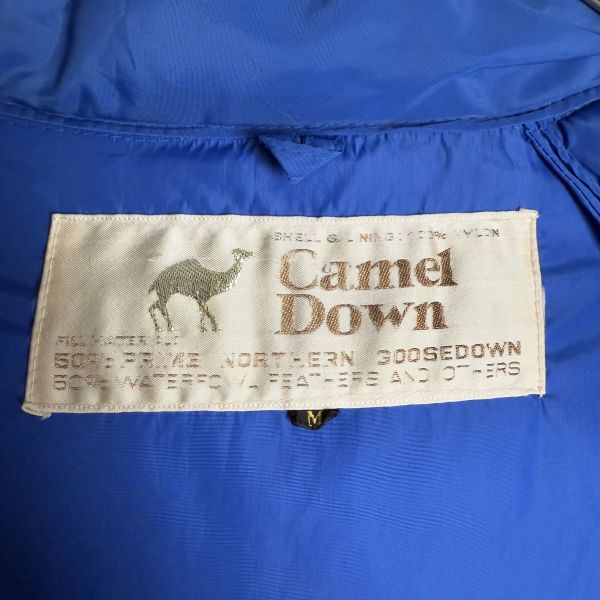 SHELL & LINING: 100% NYLON
Camel
Down
FILL MATERIAL:
50% PRIME NORTHERN GOOSEDOWN
50% WATERFOWL FEATHERS AND OTHERS
M